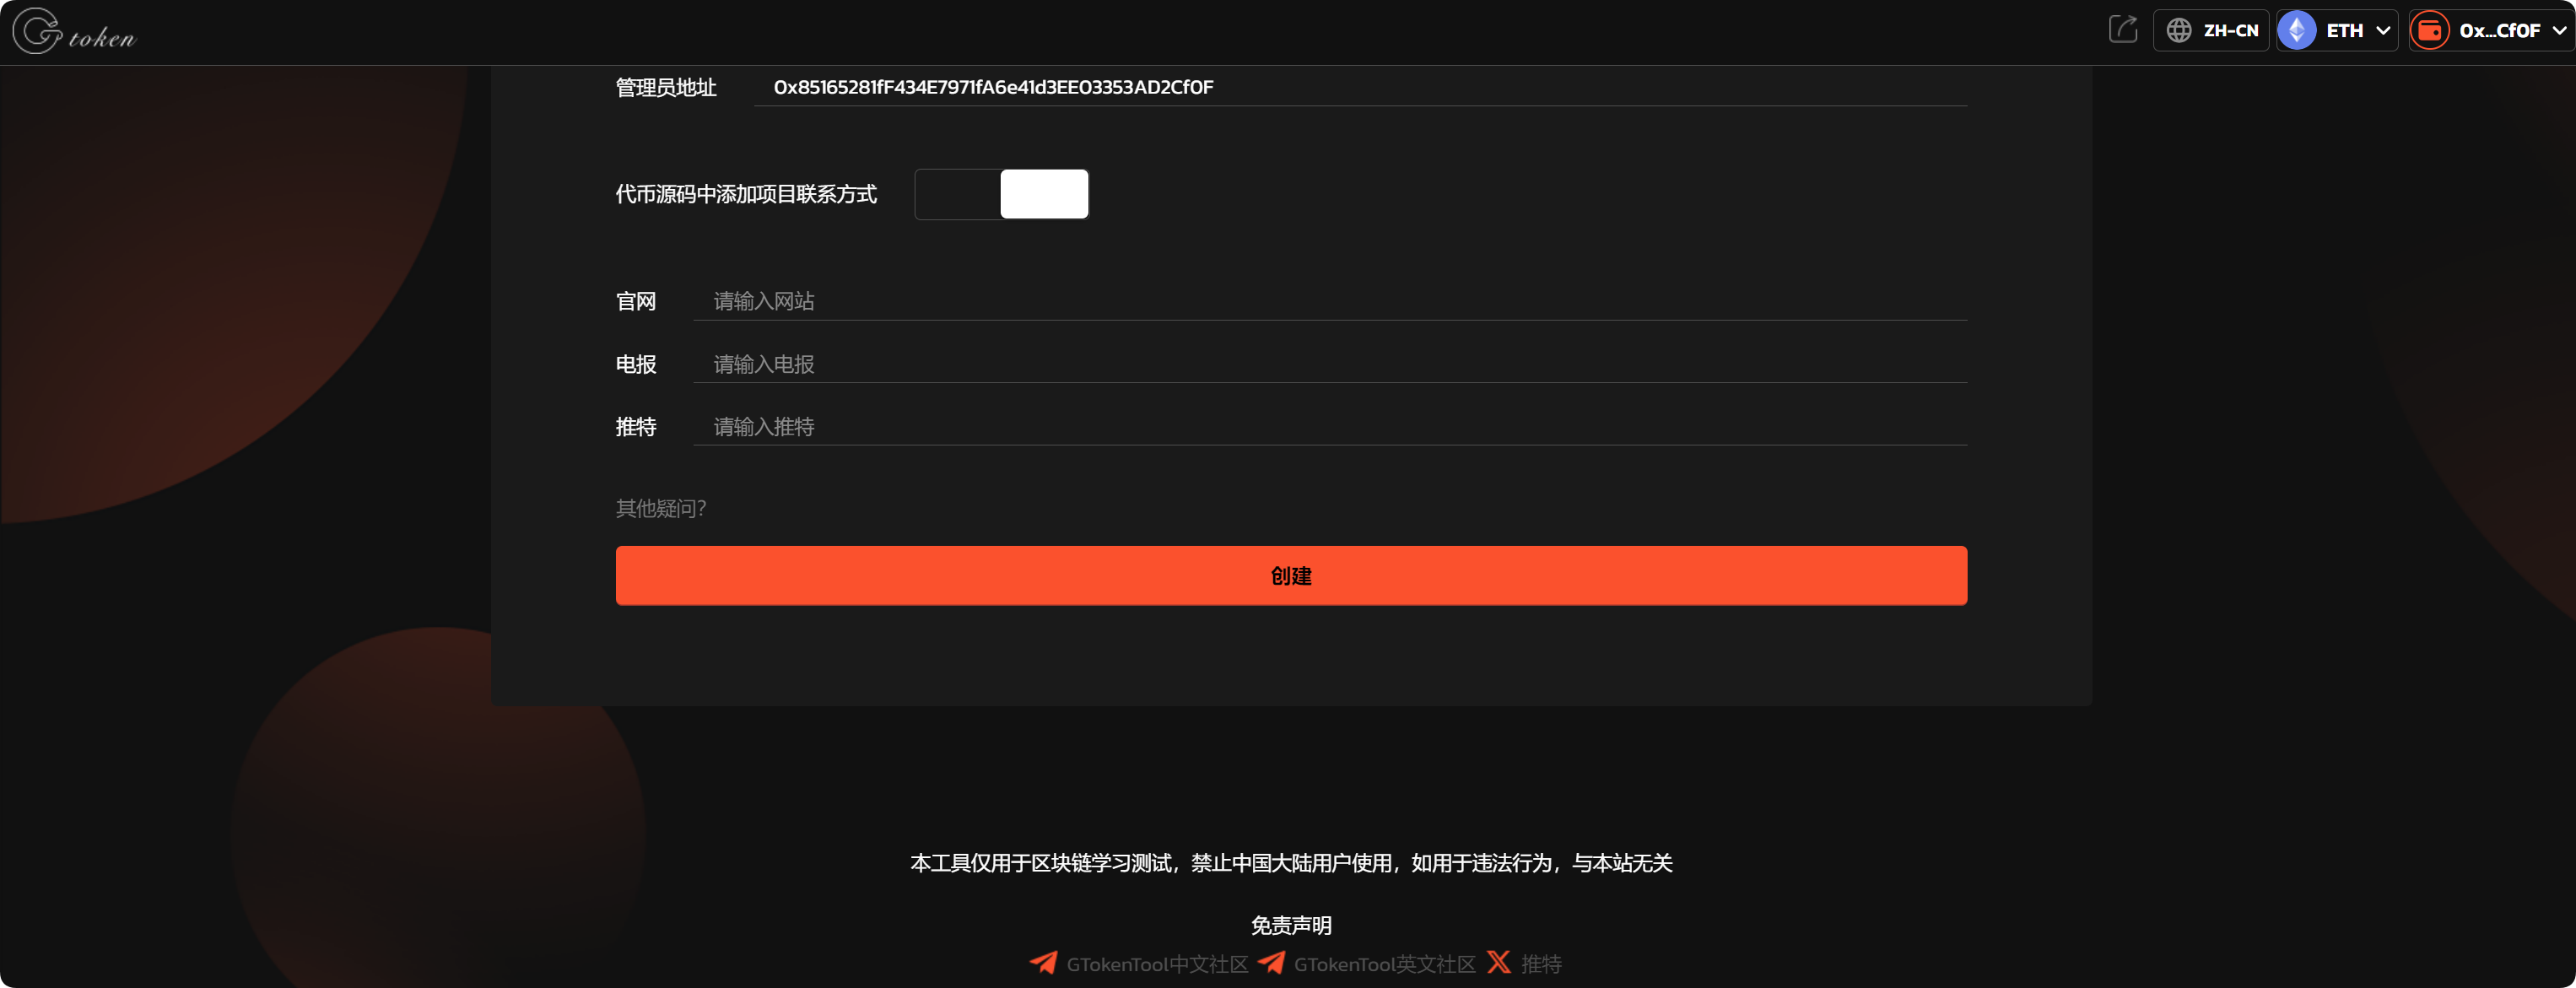 Gtoken
ZH-CN
ETH
0x...Cf0F
管理员地址
0x85165281fF434E7971fA6e41d3EE03353AD2Cf0F
代币源码中添加项目联系方式
官网
请输入网站
电报
请输入电报
推特
请输入推特
其他疑问?
创建
本工具仅用于区块链学习测试，禁止中国大陆用户使用，如用于违法行为，与本站无关
免责声明
GTokenTool中文社区 GTokenTool英文社区 推特